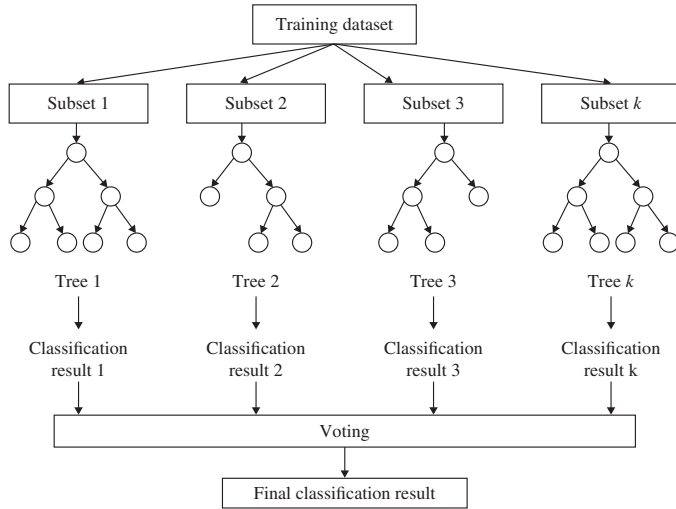 Training dataset
Subset 1
Subset 2
Subset 3
Subset k
Tree 1
Tree 2
Tree 3
Tree k
Classification
result 1
Classification
result 2
Classification
result 3
Classification
result k
Voting
Final classification result